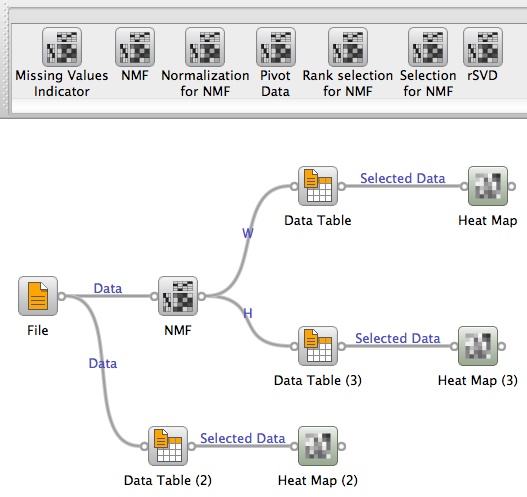 Missing Values
Indicator
NMF
Normalization
for NMF
Pivot
Data
Rank selection
for NMF
Selection
for NMF
rSVD
Selected Data
Data Table
Heat Map
W
Data
File
NMF
H
Selected Data
Data Table (3)
Heat Map (3)
Data
Selected Data
Data Table (2)
Heat Map (2)